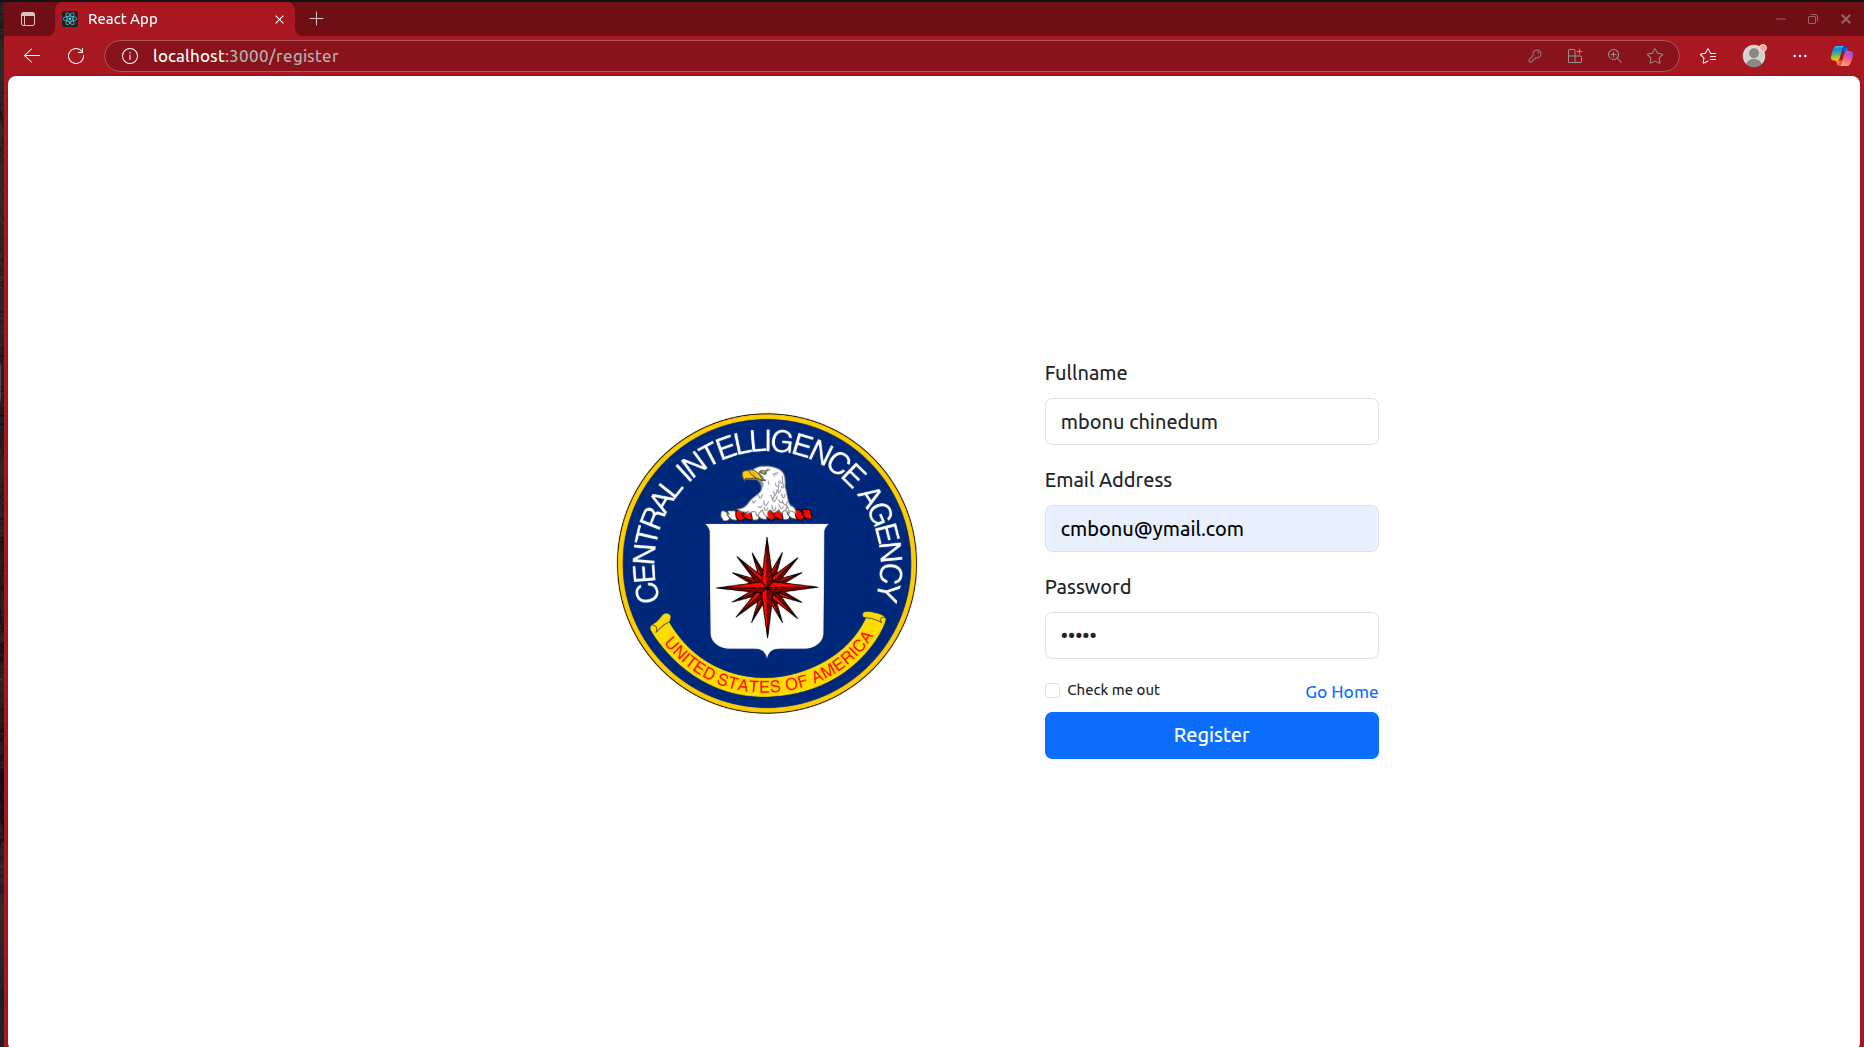 React App
localhost:3000/register
CENTRAL INTELLIGENCE AGENCY
UNITED STATES OF AMERICA
Fullname
mbonu chinedum
Email Address
cmbonu@ymail.com
Password
•••••
Check me out
Go Home
Register